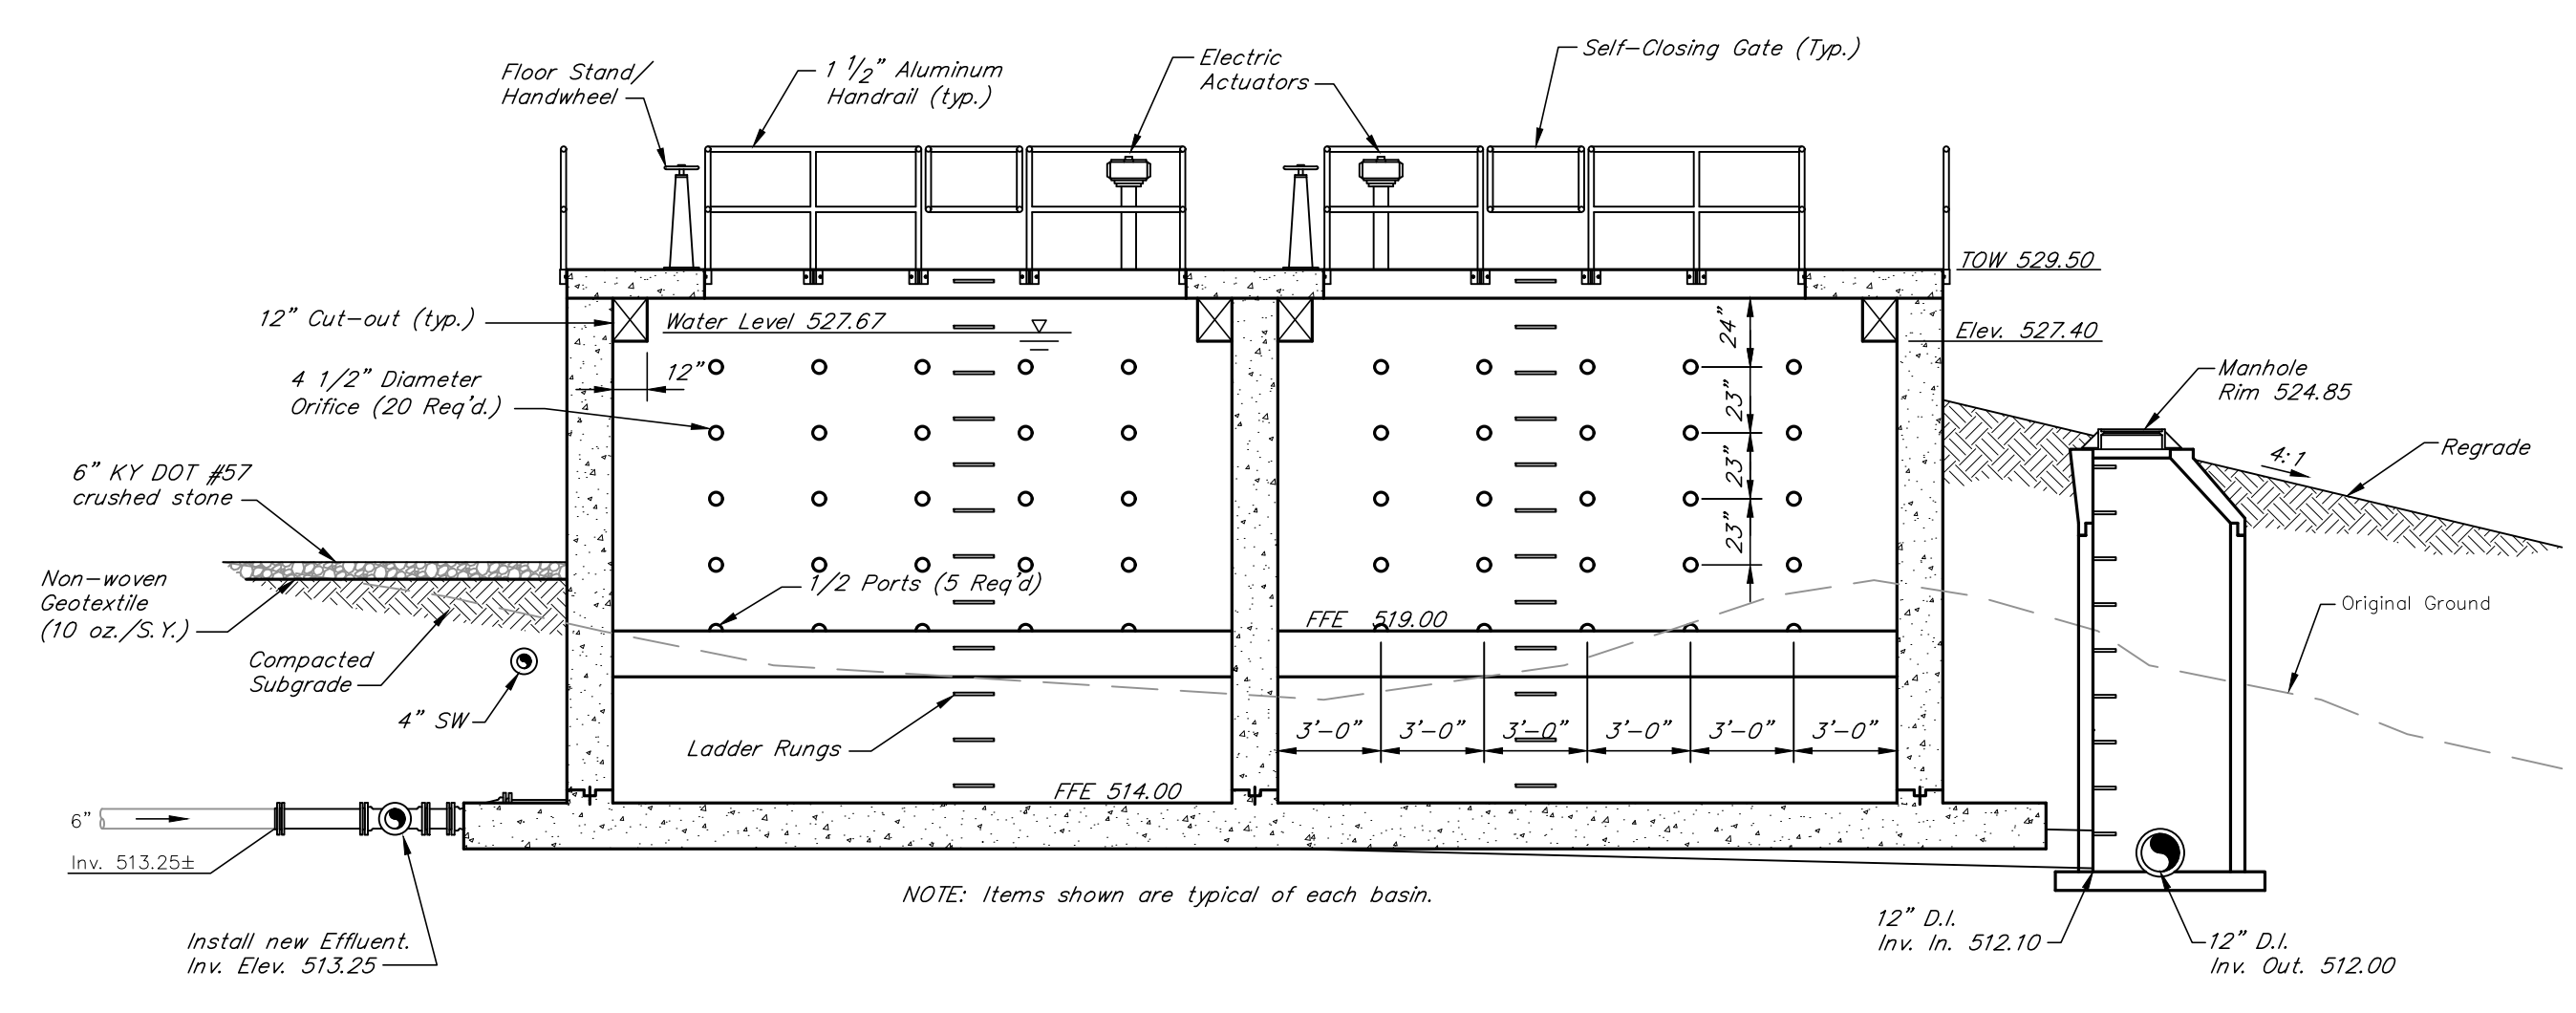 Floor Stand/
Handwheel
1 1/2" Aluminum
Handrail (typ.)
Electric
Actuators
Self-Closing Gate (Typ.)
TOW 529.50
12" Cut-out (typ.)
Water Level 527.67
24"
Elev. 527.40
4 1/2" Diameter
Orifice (20 Req'd.)
12"
23"
23"
23"
Manhole
Rim 524.85
4:1
Regrade
6" KY DOT #57
crushed stone
Non-woven
Geotextile
(10 oz./S.Y.)
1/2 Ports (5 Req'd)
FFE 519.00
Original Ground
Compacted
Subgrade
4" SW
Ladder Rungs
3'-0"
3'-0"
3'-0"
3'-0"
3'-0"
3'-0"
FFE 514.00
6"
Inv. 513.25±
NOTE: Items shown are typical of each basin.
Install new Effluent.
Inv. Elev. 513.25
12" D.I.
Inv. In. 512.10
12" D.I.
Inv. Out. 512.00